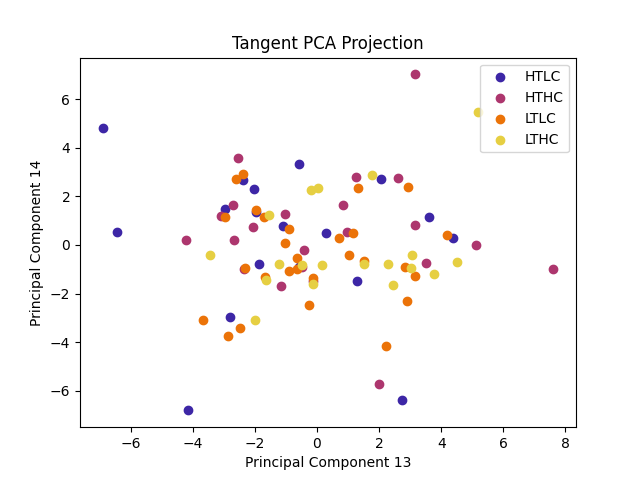 Tangent PCA Projection
HTLC
HTHC
LTLC
LTHC
Principal Component 14
6
4
2
0
−2
−4
−6
−6 −4 −2 0 2 4 6 8
Principal Component 13